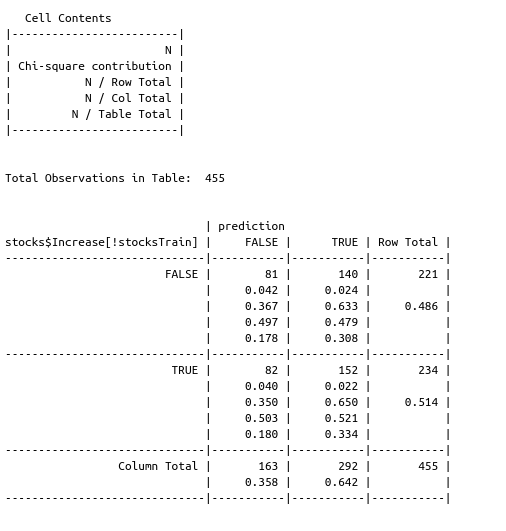 Cell Contents
|-------------------------|
|                       N |
| Chi-square contribution |
|           N / Row Total |
|           N / Col Total |
|         N / Table Total |
|-------------------------|
Total Observations in Table:  455
                              | prediction
stocks$Increase[!stocksTrain] |     FALSE |      TRUE | Row Total |
------------------------------|-----------|-----------|-----------|
                        FALSE |        81 |       140 |       221 |
                              |     0.042 |     0.024 |           |
                              |     0.367 |     0.633 |     0.486 |
                              |     0.497 |     0.479 |           |
                              |     0.178 |     0.308 |           |
------------------------------|-----------|-----------|-----------|
                         TRUE |        82 |       152 |       234 |
                              |     0.040 |     0.022 |           |
                              |     0.350 |     0.650 |     0.514 |
                              |     0.503 |     0.521 |           |
                              |     0.180 |     0.334 |           |
------------------------------|-----------|-----------|-----------|
                 Column Total |       163 |       292 |       455 |
                              |     0.358 |     0.642 |           |
------------------------------|-----------|-----------|-----------|